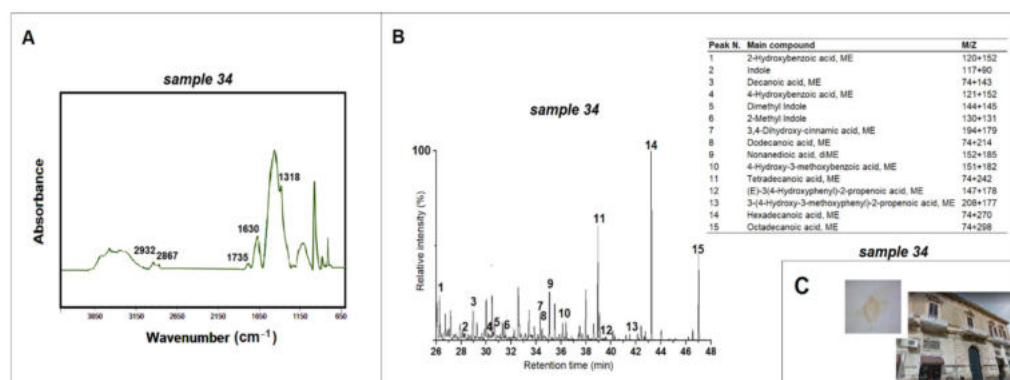 A
sample 34
1318
1630
2932
2867
1735
Absorbance
3850 3250 2650 2250 1850 1450 1050 650
Wavenumber (cm⁻¹)
B
sample 34
100
Relative intensity (%)
1
2
3
4
5
6
7
8
9
10
11
12
13
14
15
26 28 30 32 34 36 38 40 42 44 46 48
Retention time (min)
Peak N. Main compound M/Z
1 2-Hydroxybenzoic acid, ME 120+152
2 Indole 117+90
3 Decanoic acid, ME 74+143
4 4-Hydroxybenzoic acid, ME 121+152
5 Dimethyl Indole 144+145
6 2-Methyl Indole 130+131
7 3,4-Dihydroxy-cinnamic acid, ME 194+179
8 Dodecanoic acid, ME 74+214
9 Nonanedioic acid, diME 152+185
10 4-Hydroxy-3-methoxybenzoic acid, ME 151+182
11 Tetradecanoic acid, ME 74+242
12 (E)-3(4-Hydroxyphenyl)-2-propenoic acid, ME 147+178
13 3-(4-Hydroxy-3-methoxyphenyl)-2-propenoic acid, ME 208+177
14 Hexadecanoic acid, ME 74+270
15 Octadecanoic acid, ME 74+298
sample 34
C